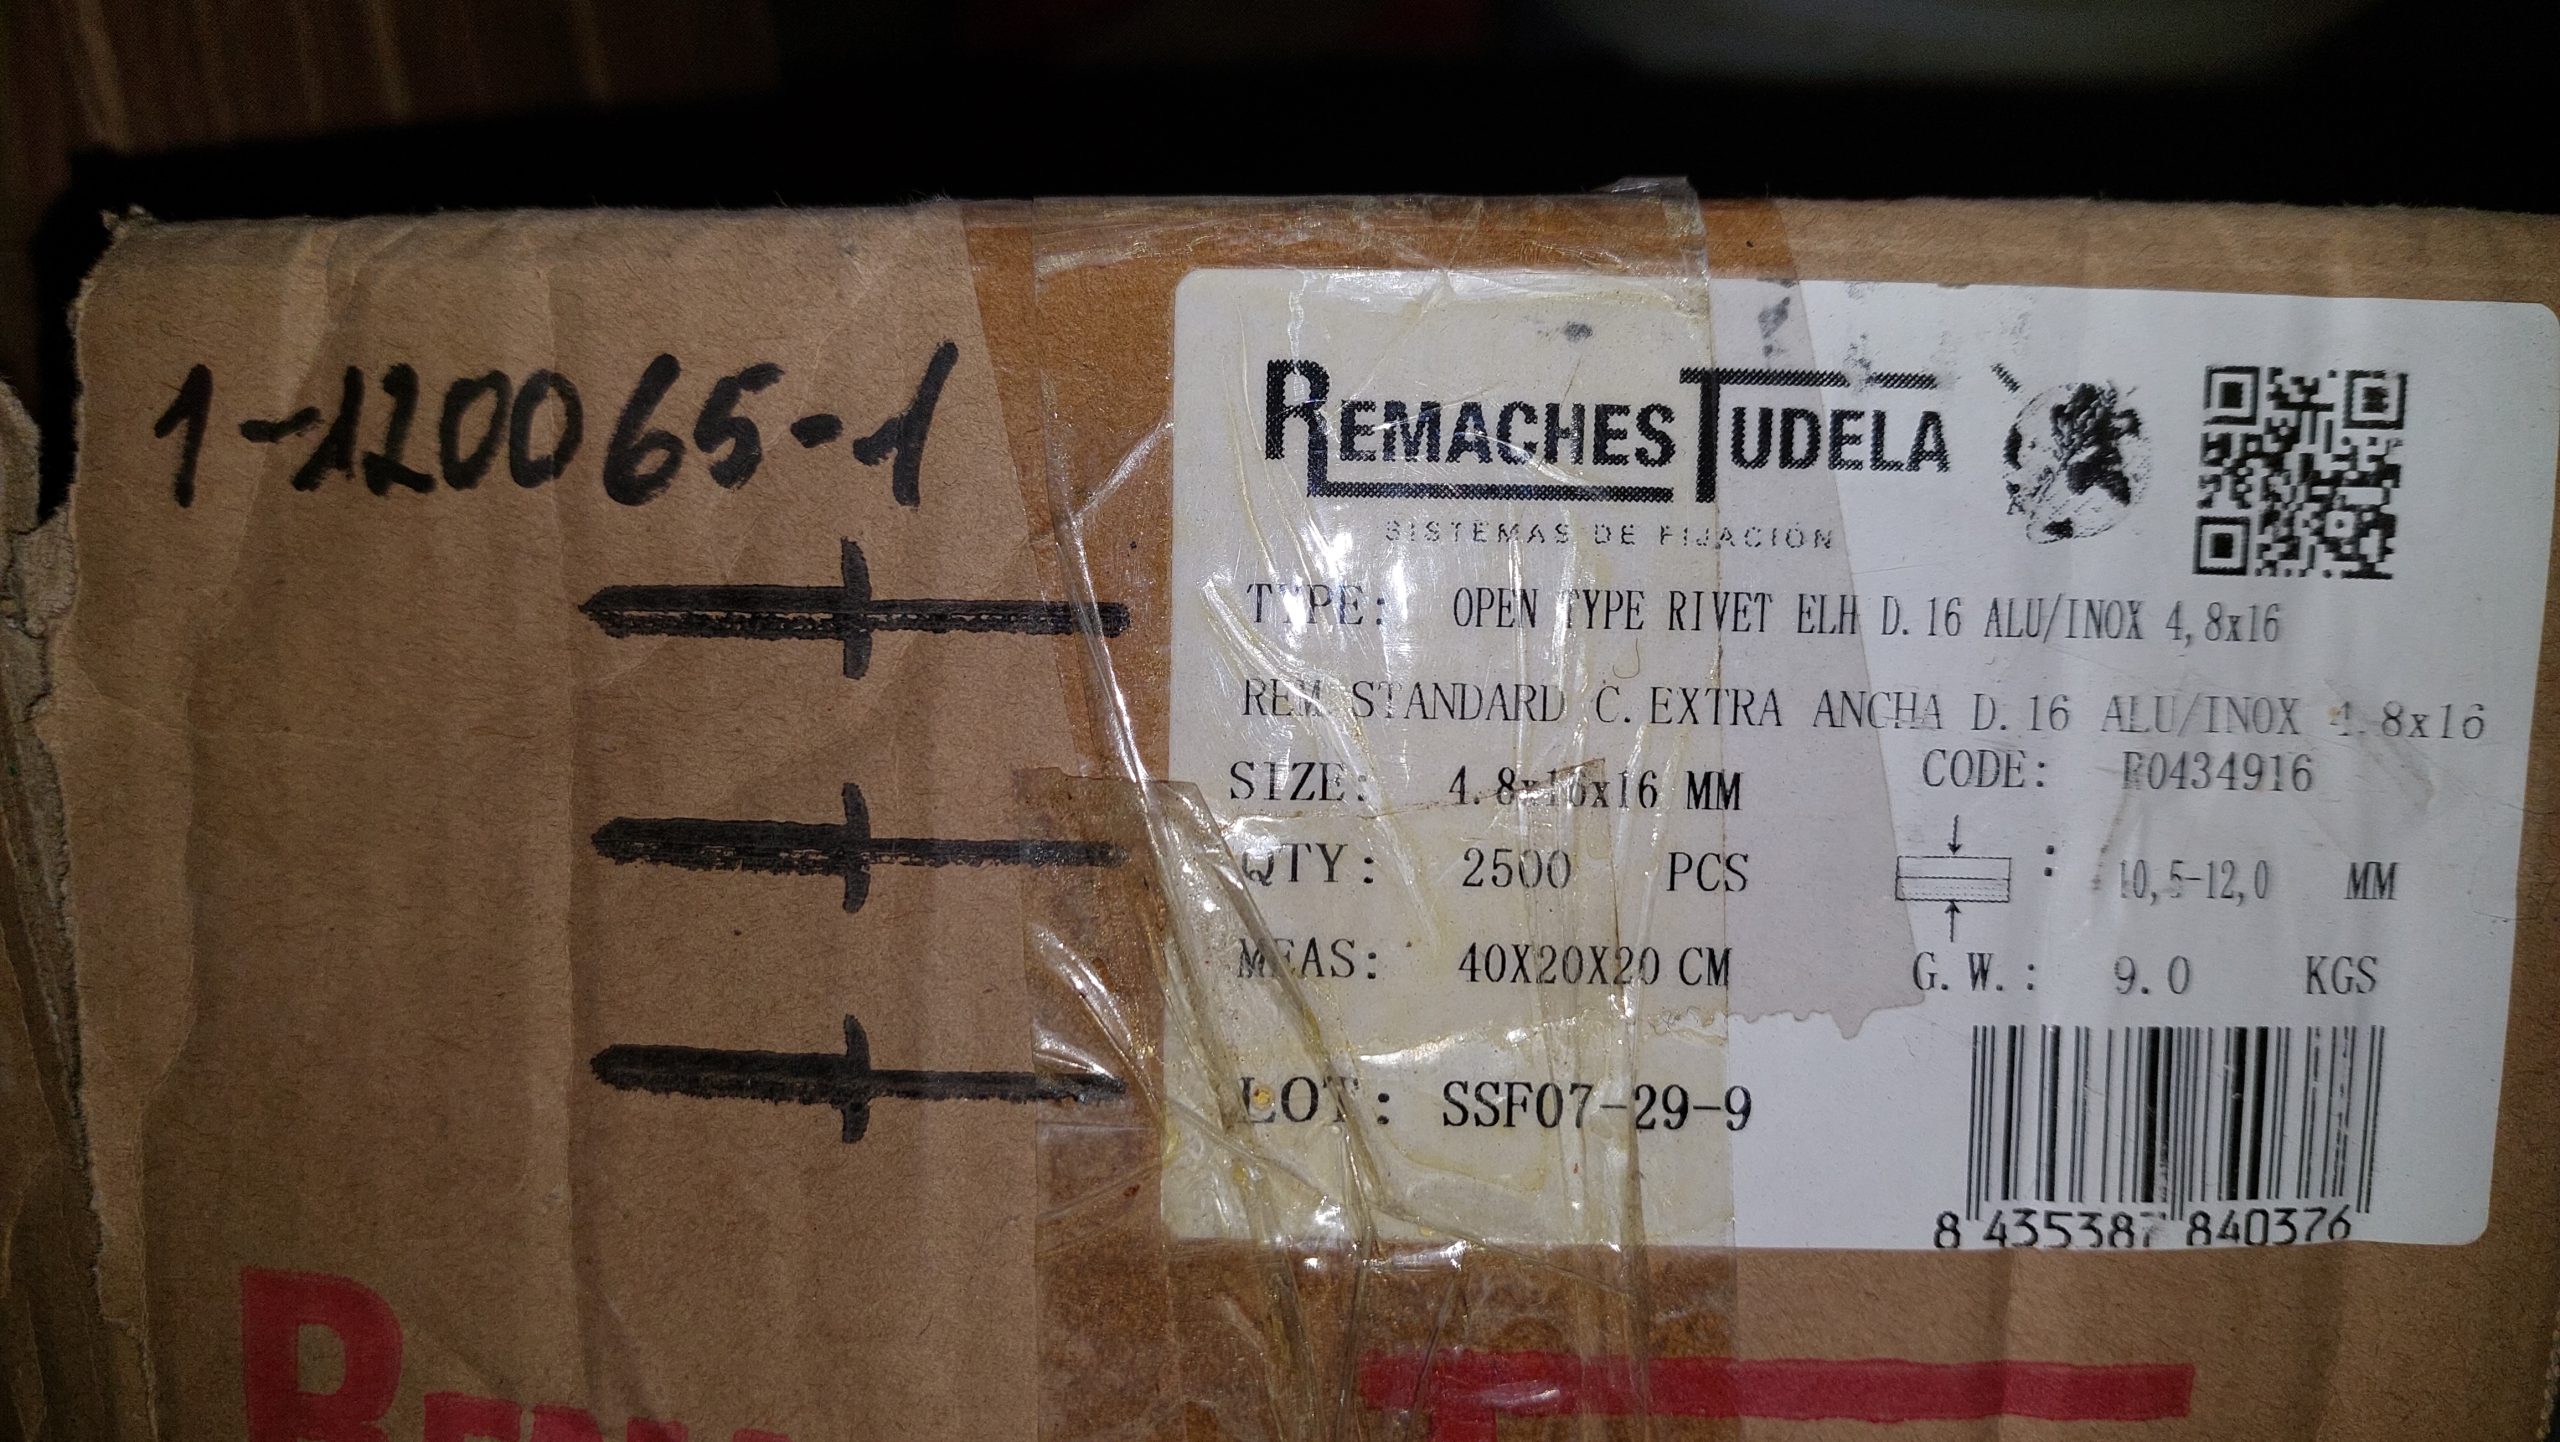 1-120065-1
REMACHES TUDELA
SISTEMAS DE FIJACIÓN
TYPE: OPEN TYPE RIVET ELH D.16 ALU/INOX 4,8x16
REM. STANDARD C. EXTRA ANCHA D.16 ALU/INOX 4.8x16
SIZE: 4.8x16x16 MM
CODE: R0434916
QTY: 2500 PCS
: 10,5-12,0 MM
MEAS: 40X20X20 CM
G.W.: 9.0 KGS
LOT: SSF07-29-9
8 435387 840376